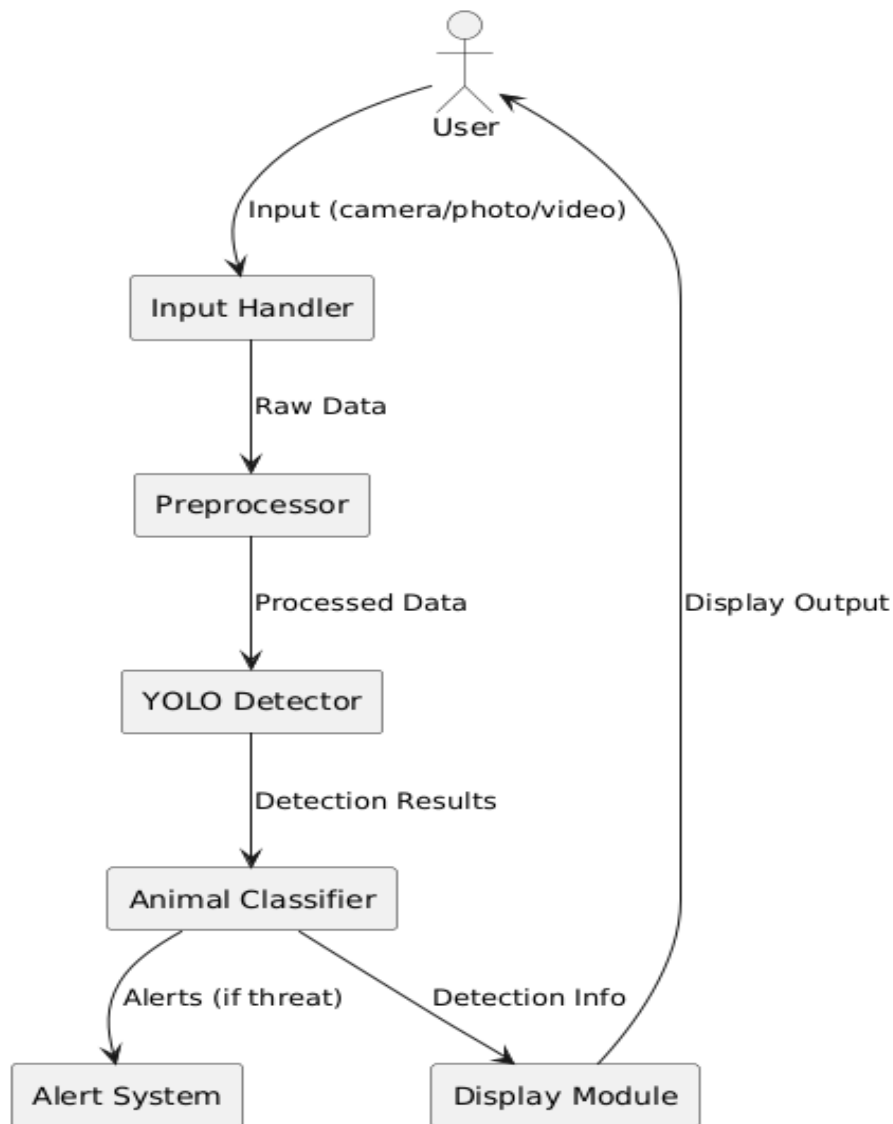 User
Input (camera/photo/video)
Input Handler
Raw Data
Preprocessor
Processed Data
Display Output
YOLO Detector
Detection Results
Animal Classifier
Alerts (if threat)
Detection Info
Alert System
Display Module